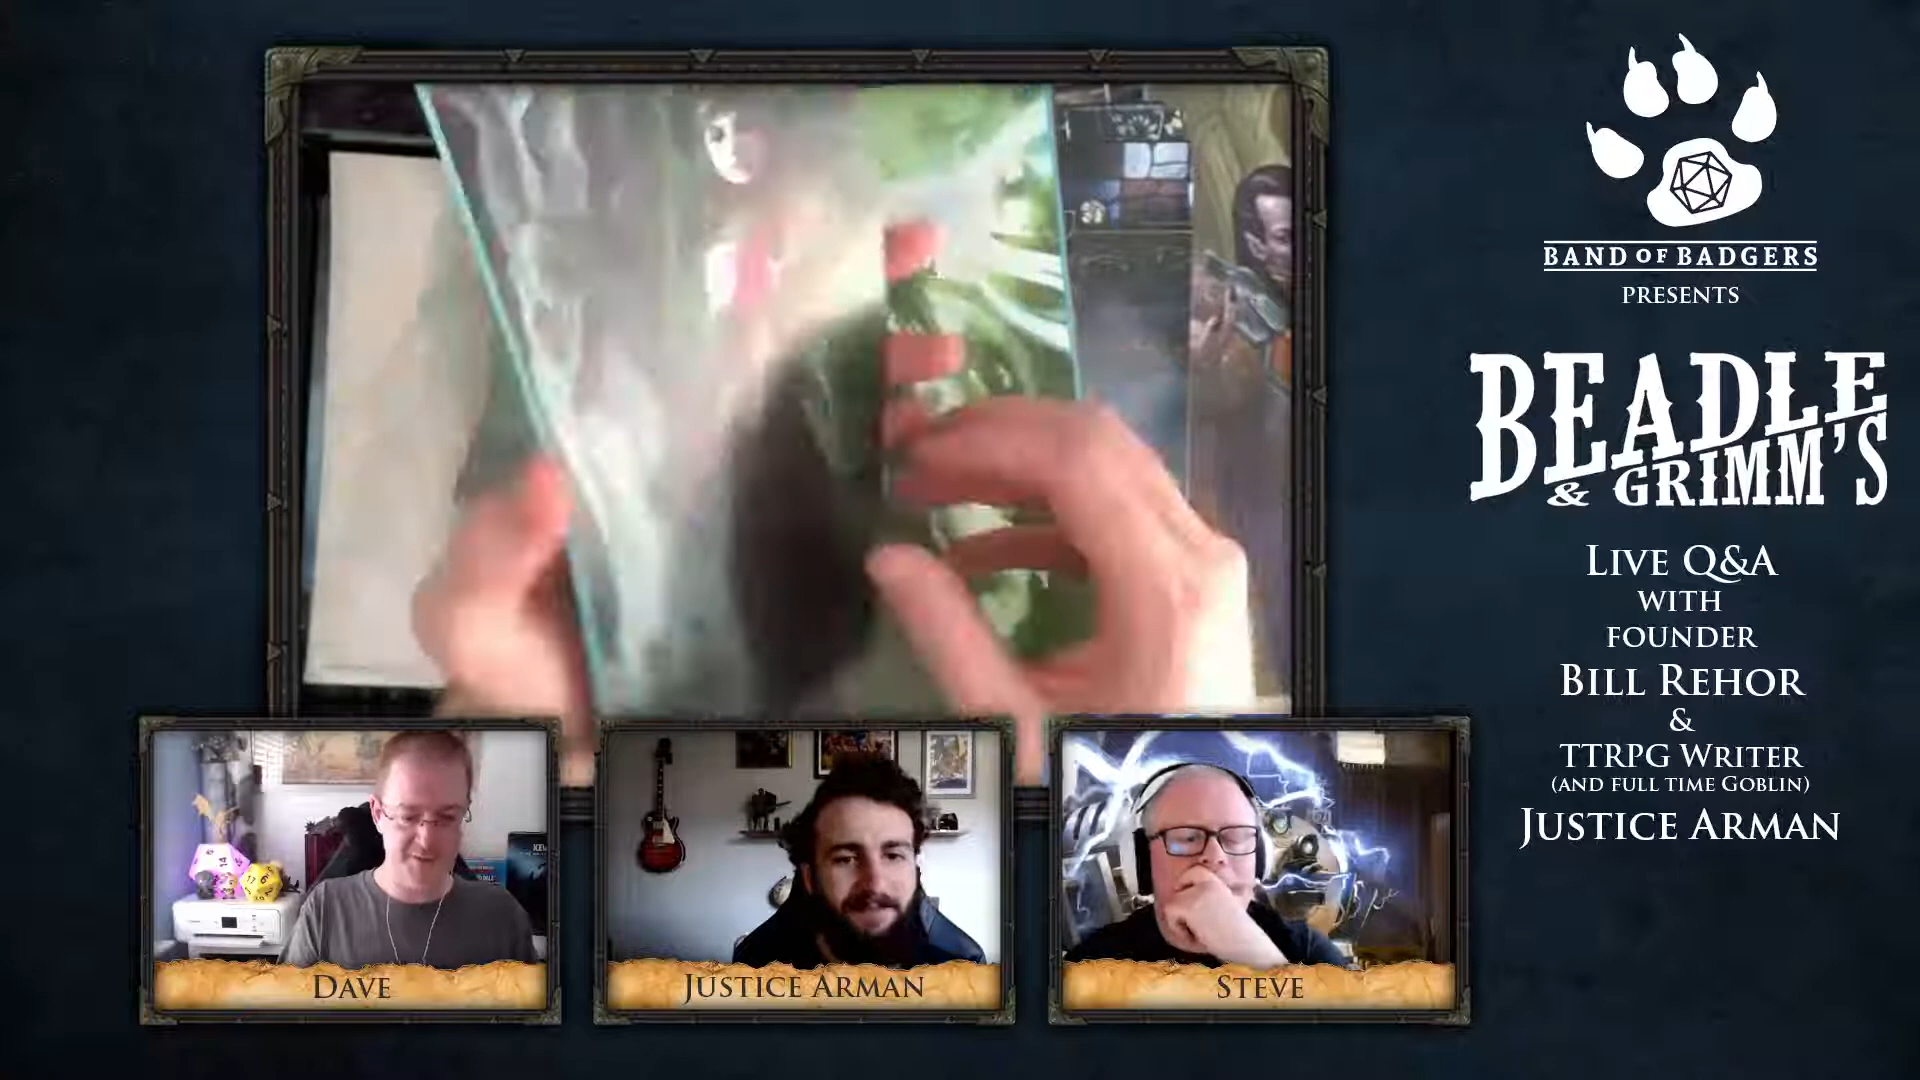 BAND OF BADGERS
PRESENTS
BEADLE
& GRIMM'S
LIVE Q&A
WITH
FOUNDER
BILL REHOR
&
TTRPG WRITER
(AND FULL TIME GOBLIN)
JUSTICE ARMAN
DAVE
JUSTICE ARMAN
STEVE